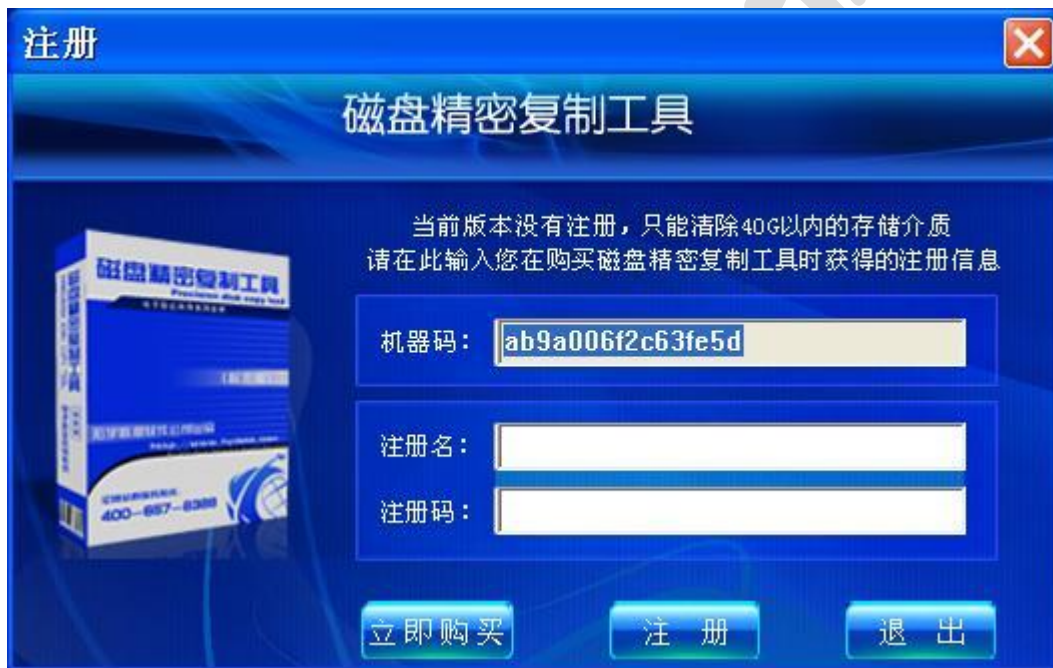 注册
磁盘精密复制工具
当前版本没有注册，只能清除40G以内的存储介质
请在此输入您在购买磁盘精密复制工具时获得的注册信息
磁盘精密复制工具
Precision disk copy tool
机器码：
ab9a006f2c63fe5d
注册名：
注册码：
400-657-8388
立即购买
注 册
退 出